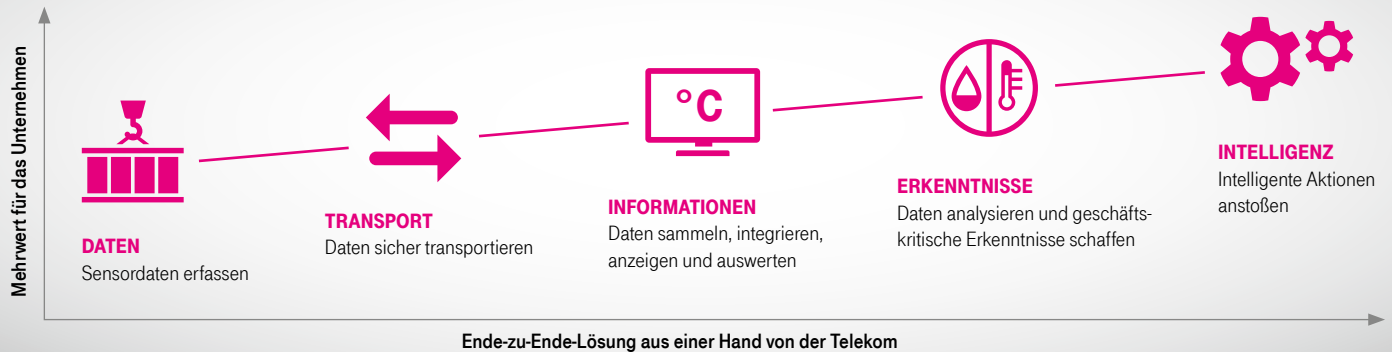 Mehrwert für das Unternehmen
DATEN
Sensordaten erfassen
TRANSPORT
Daten sicher transportieren
°C
INFORMATIONEN
Daten sammeln, integrieren,
anzeigen und auswerten
ERKENNTNISSE
Daten analysieren und geschäfts-
kritische Erkenntnisse schaffen
INTELLIGENZ
Intelligente Aktionen
anstoßen
Ende-zu-Ende-Lösung aus einer Hand von der Telekom